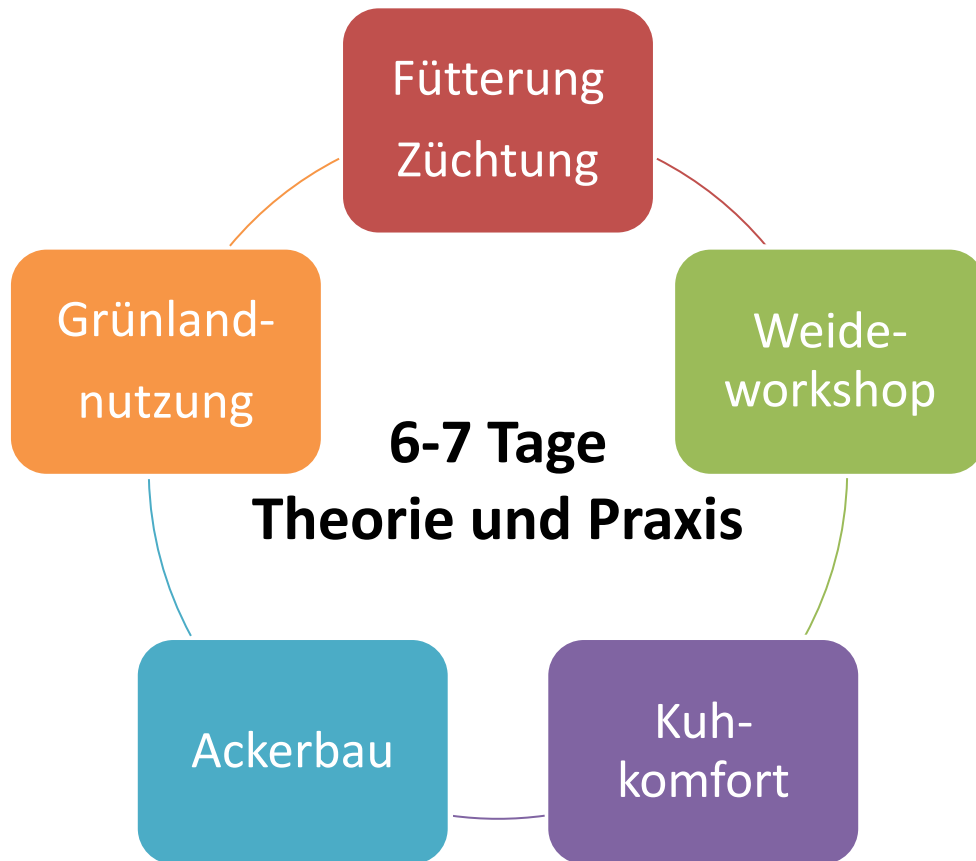 Fütterung
Züchtung
Weide-
workshop
Kuh-
komfort
Ackerbau
Grünland-
nutzung
6-7 Tage
Theorie und Praxis